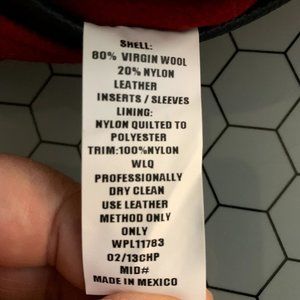 SHELL:
80% VIRGIN WOOL
20% NYLON
LEATHER
INSERTS / SLEEVES
LINING:
NYLON QUILTED TO
POLYESTER
TRIM:100%NYLON
WLQ
PROFESSIONALLY
DRY CLEAN
USE LEATHER
METHOD ONLY
ONLY
WPL11783
02/13CHP
MID#
MADE IN MEXICO